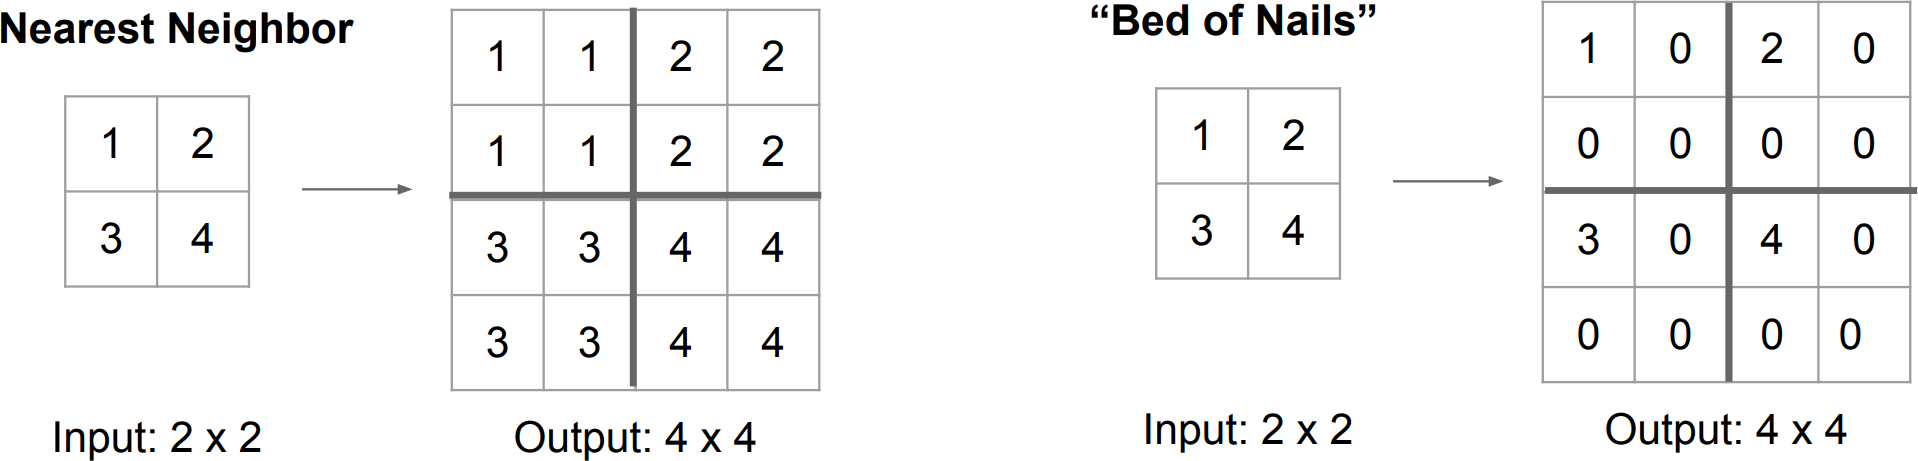 Nearest Neighbor
1 2
3 4
1 1 2 2
1 1 2 2
3 3 4 4
3 3 4 4
Input: 2 x 2
Output: 4 x 4
“Bed of Nails”
1 2
3 4
1 0 2 0
0 0 0 0
3 0 4 0
0 0 0 0
Input: 2 x 2
Output: 4 x 4